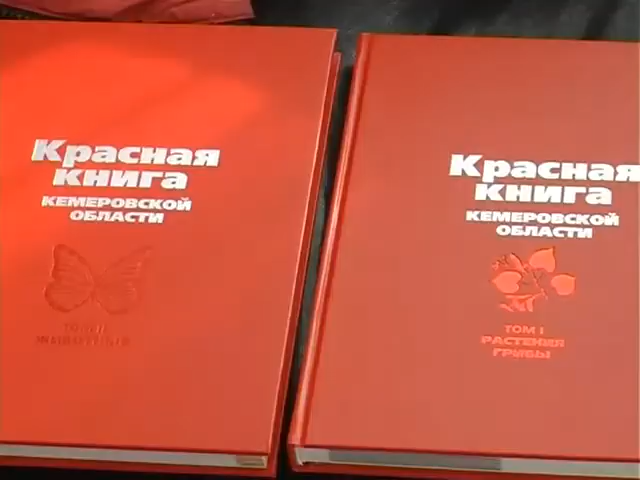 Красная
книга
КЕМЕРОВСКОЙ
ОБЛАСТИ
ТОМ II
ЖИВОТНЫЕ
Красная
книга
КЕМЕРОВСКОЙ
ОБЛАСТИ
ТОМ I
РАСТЕНИЯ
ГРИБЫ